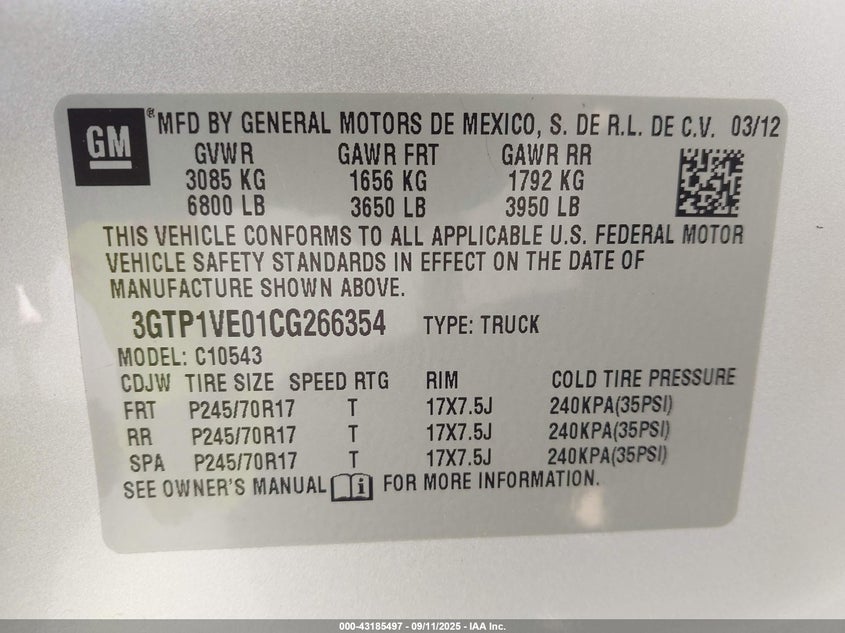 GM ® MFD BY GENERAL MOTORS DE MEXICO, S. DE R.L. DE C.V. 03/12
GVWR GAWR FRT GAWR RR
3085 KG 1656 KG 1792 KG
6800 LB 3650 LB 3950 LB
THIS VEHICLE CONFORMS TO ALL APPLICABLE U.S. FEDERAL MOTOR
VEHICLE SAFETY STANDARDS IN EFFECT ON THE DATE OF
MANUFACTURE SHOWN ABOVE.
3GTP1VE01CG266354 TYPE: TRUCK
MODEL: C10543
CDJW TIRE SIZE SPEED RTG RIM COLD TIRE PRESSURE
FRT P245/70R17 T 17X7.5J 240KPA(35PSI)
RR P245/70R17 T 17X7.5J 240KPA(35PSI)
SPA P245/70R17 T 17X7.5J 240KPA(35PSI)
SEE OWNER'S MANUAL i FOR MORE INFORMATION.
000-43185497 - 09/11/2025 - IAA Inc.